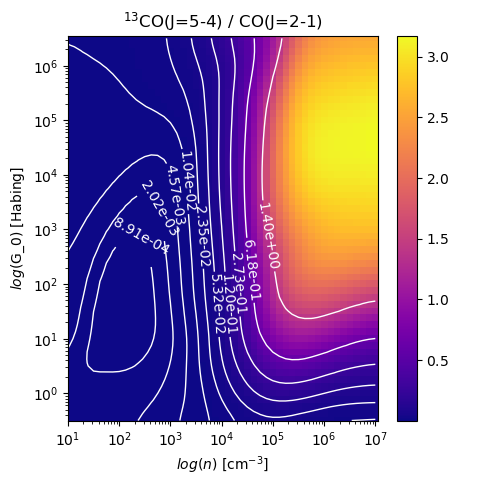 ¹³CO(J=5-4) / CO(J=2-1)
log(G_0) [Habing]
10⁶
10⁵
10⁴
10³
10²
10¹
10⁰
8.91e-04
2.02e-03
4.57e-03
1.04e-02
2.35e-02
5.32e-02
1.20e-01
2.73e-01
6.18e-01
1.40e+00
10¹ 10² 10³ 10⁴ 10⁵ 10⁶ 10⁷
log(n) [cm⁻³]
3.0
2.5
2.0
1.5
1.0
0.5